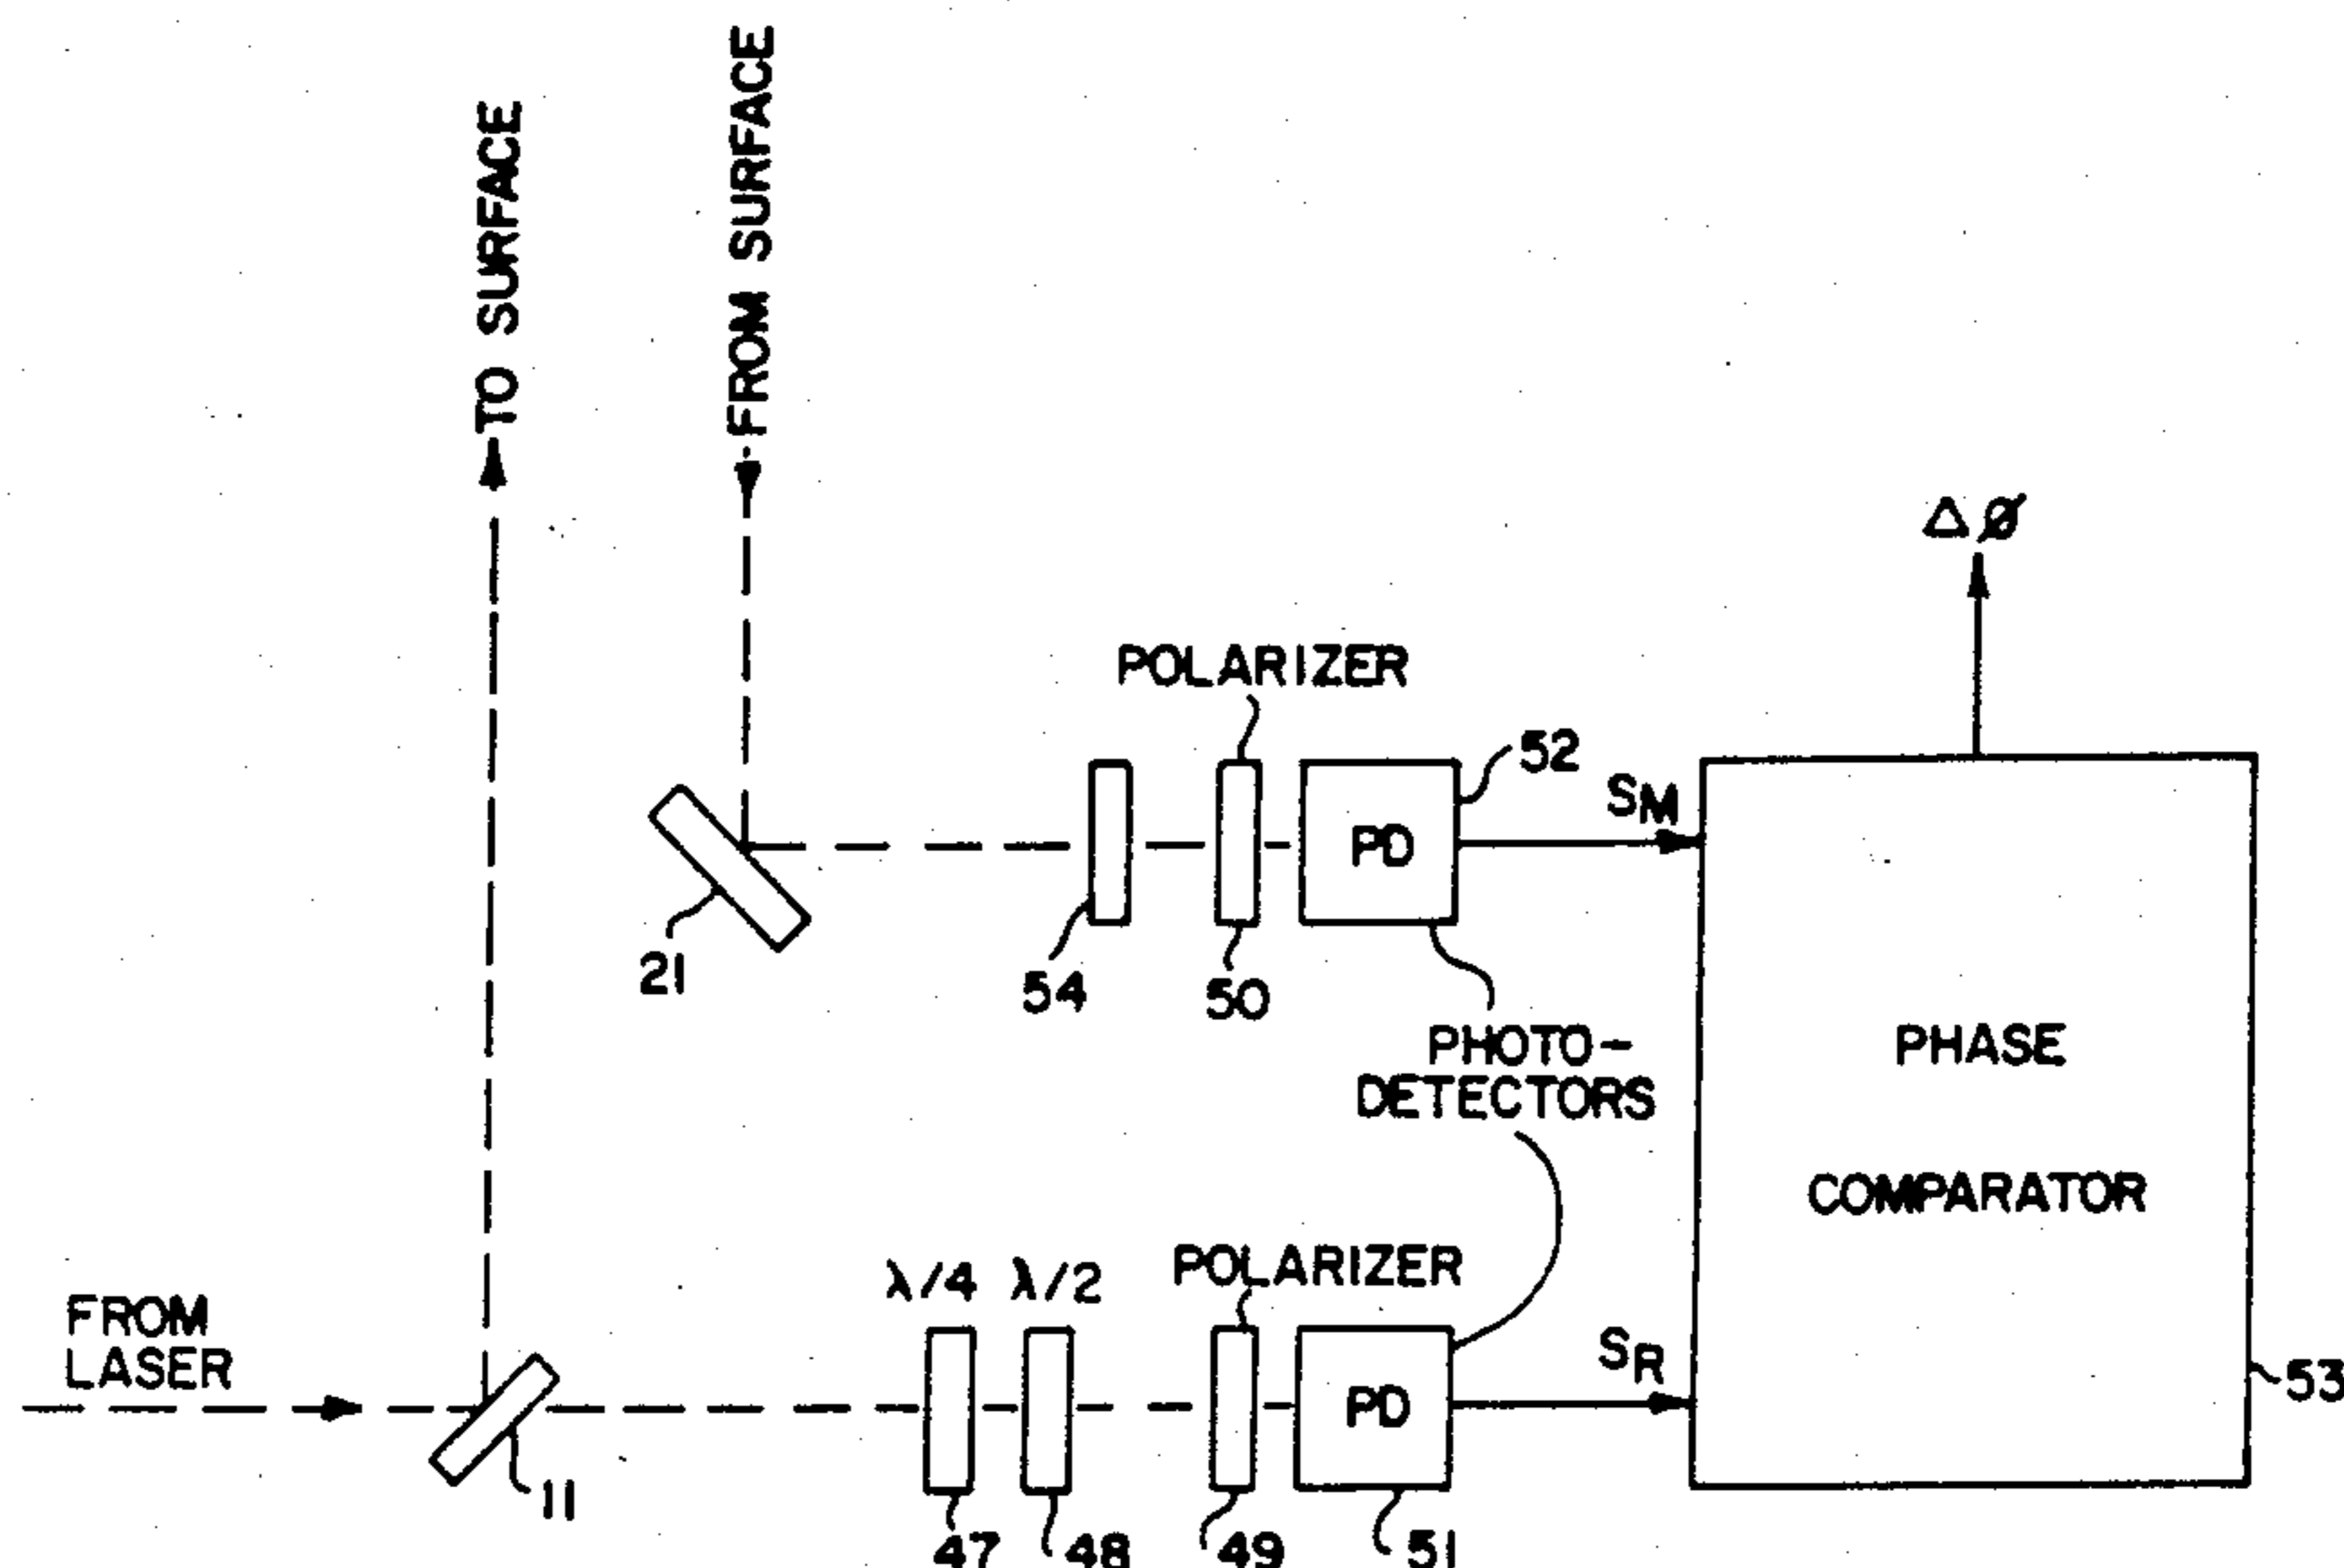 TO SURFACE
FROM SURFACE
Δø
POLARIZER
52
SM
PD
21
54
50
PHOTO-
DETECTORS
PHASE
COMPARATOR
FROM
LASER
λ/4 λ/2
POLARIZER
SR
PD
53
11
47
48
49
51